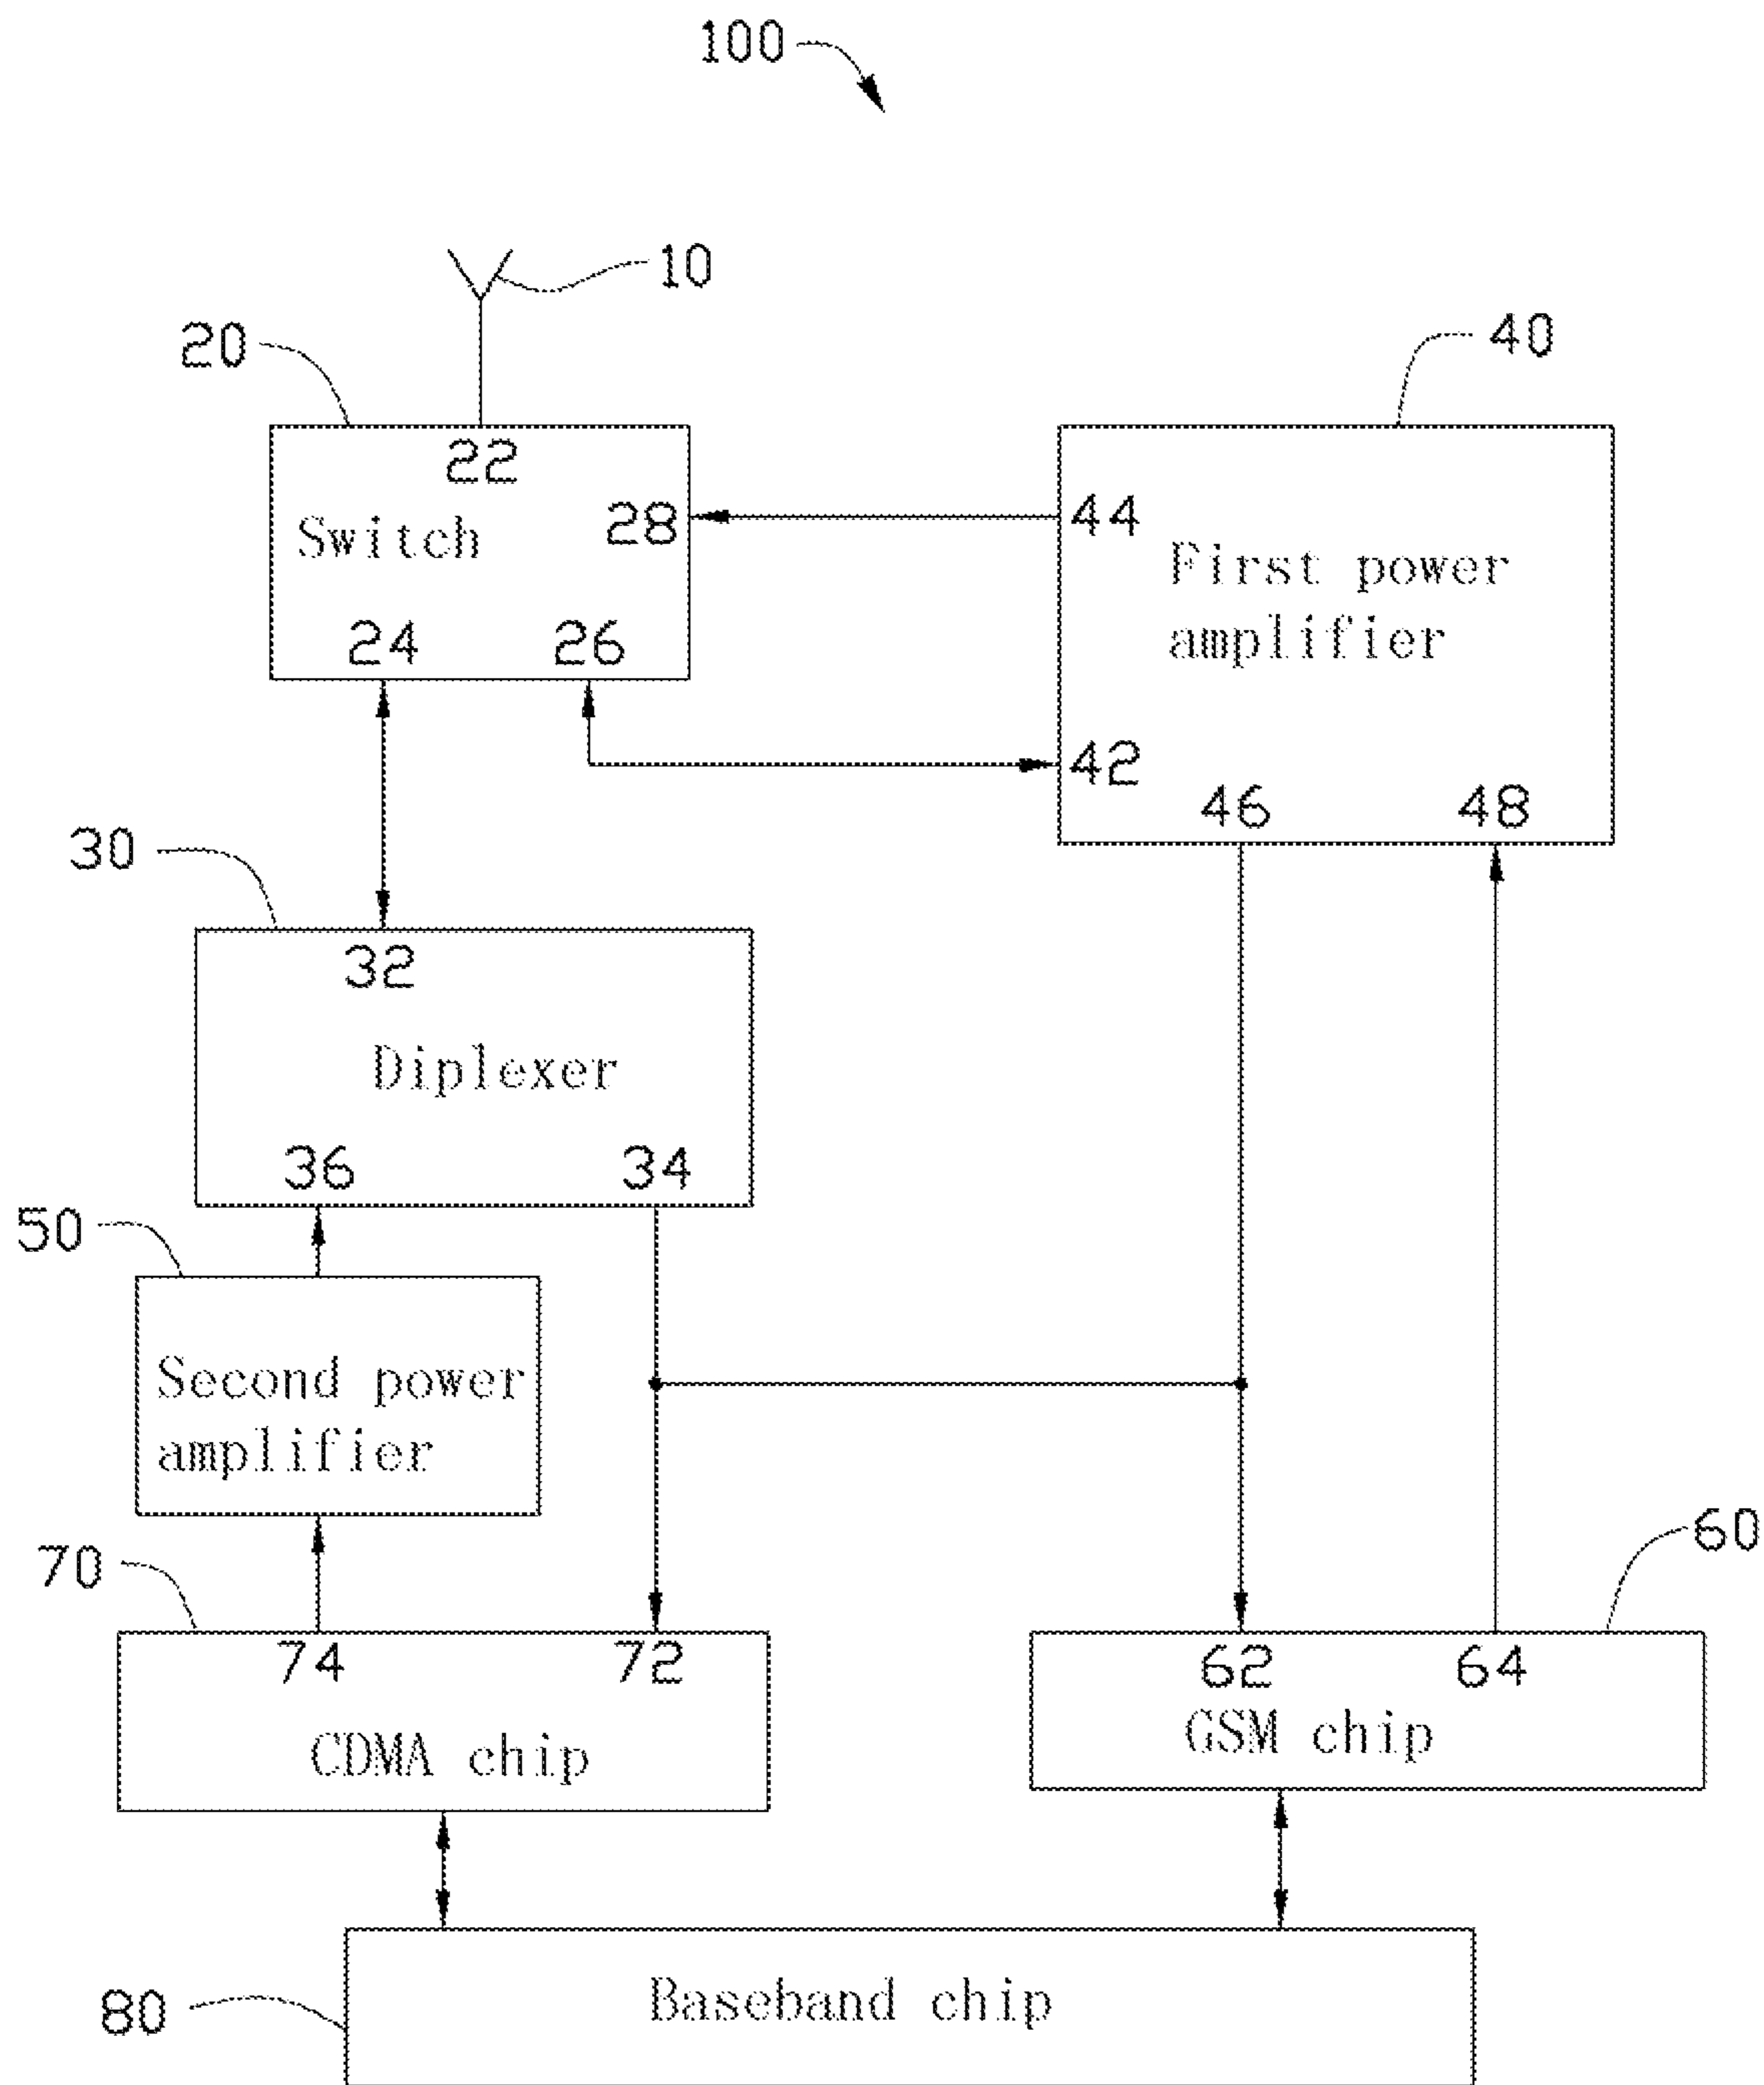 100
10
20
40
22
28
44
Switch
First power
amplifier
24
26
42
46
48
30
32
Diplexer
36
34
50
Second power
amplifier
70
60
74
72
62
64
CDMA chip
GSM chip
Baseband chip
80